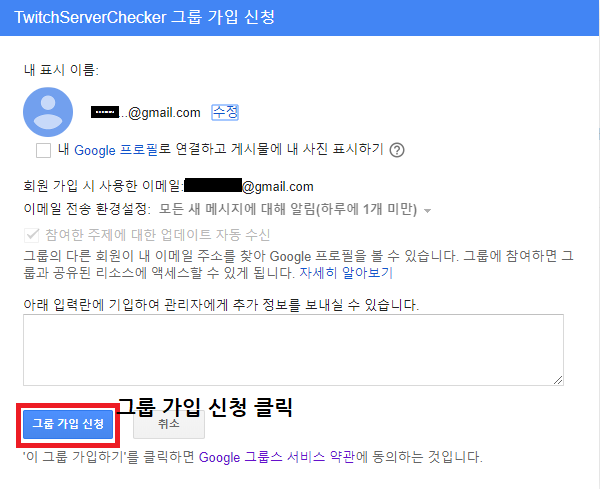 TwitchServerChecker 그룹 가입 신청
내 표시 이름:
...@gmail.com 수정
내 Google 프로필로 연결하고 게시물에 내 사진 표시하기 ?
회원 가입 시 사용한 이메일: @gmail.com
이메일 전송 환경설정: 모든 새 메시지에 대해 알림(하루에 1개 미만)
참여한 주제에 대한 업데이트 자동 수신
그룹의 다른 회원이 내 이메일 주소를 찾아 Google 프로필을 볼 수 있습니다. 그룹에 참여하면 그
룹과 공유된 리소스에 액세스할 수 있게 됩니다. 자세히 알아보기
아래 입력란에 기입하여 관리자에게 추가 정보를 보내실 수 있습니다.
그룹 가입 신청 클릭
그룹 가입 신청 취소
'이 그룹 가입하기'를 클릭하면 Google 그룹스 서비스 약관에 동의하는 것입니다.